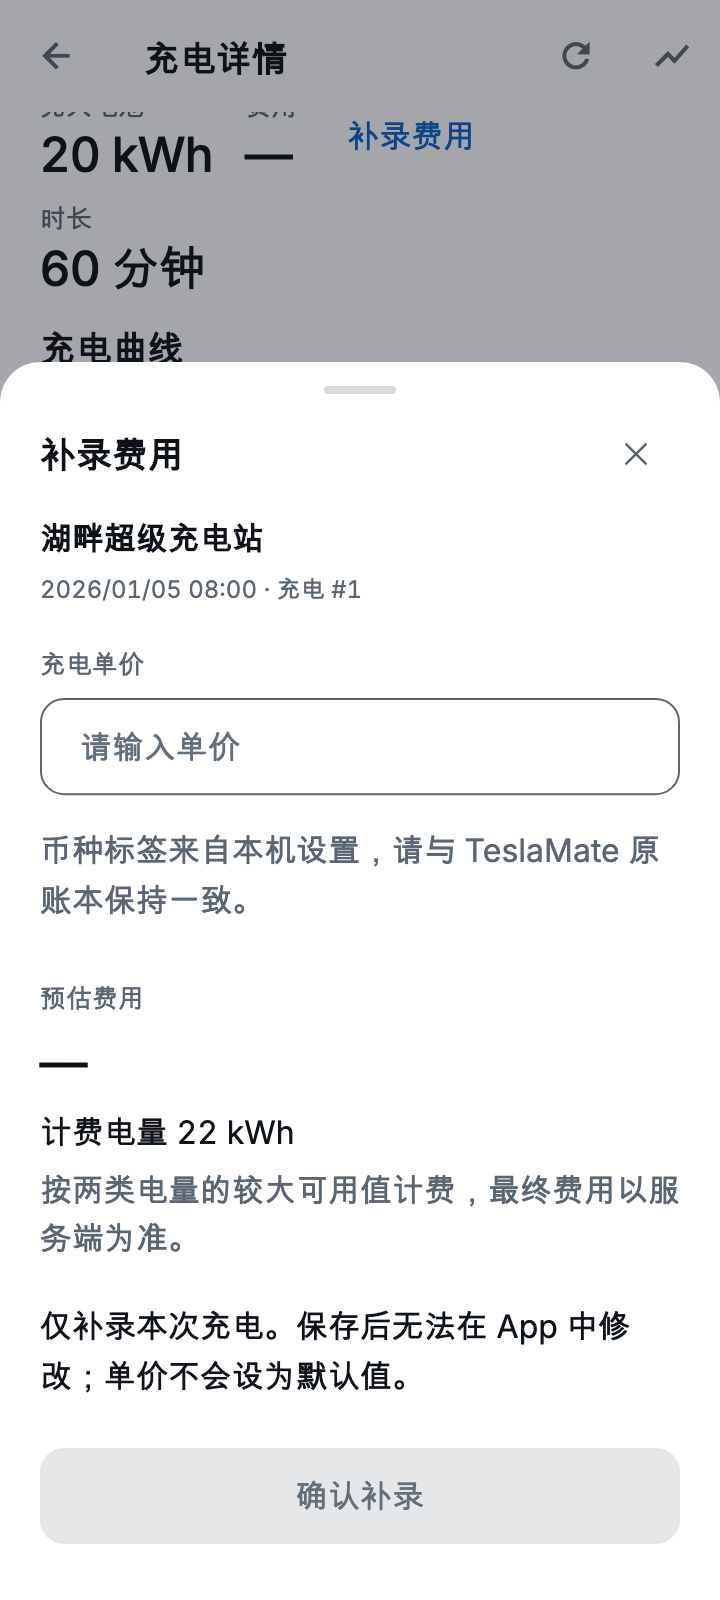 充电详情
20 kWh
—
补录费用
时长
60 分钟
充电曲线
补录费用
湖畔超级充电站
2026/01/05 08:00 · 充电 #1
充电单价
请输入单价
币种标签来自本机设置，请与 TeslaMate 原
账本保持一致。
预估费用
—
计费电量 22 kWh
按两类电量的较大可用值计费，最终费用以服
务端为准。
仅补录本次充电。保存后无法在 App 中修
改；单价不会设为默认值。
确认补录